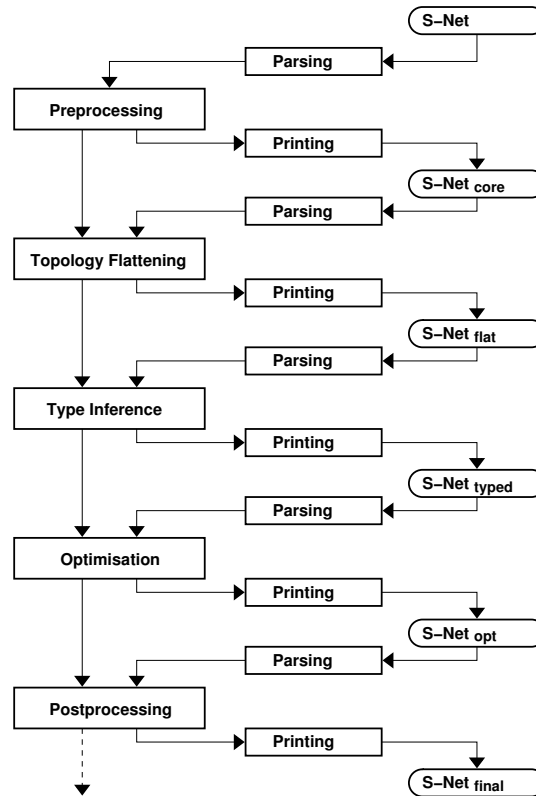 S–Net
Parsing
Preprocessing
Printing
S–Net core
Parsing
Topology Flattening
Printing
S–Net flat
Parsing
Type Inference
Printing
S–Net typed
Parsing
Optimisation
Printing
S–Net opt
Parsing
Postprocessing
Printing
S–Net final